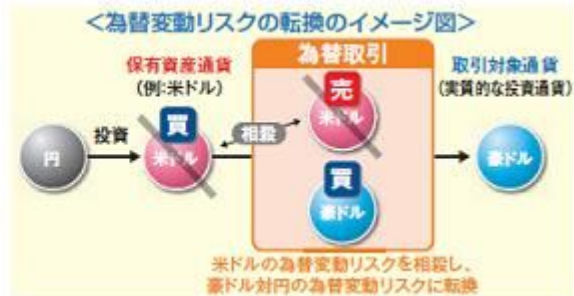 <為替変動リスクの転換のイメージ図>
為替取引
保有資産通貨
(例:米ドル)
取引対象通貨
(実質的な投資通貨)
売
米ドル
買
米ドル
相殺
円
投資
買
豪ドル
豪ドル
米ドルの為替変動リスクを相殺し、
豪ドル対円の為替変動リスクに転換